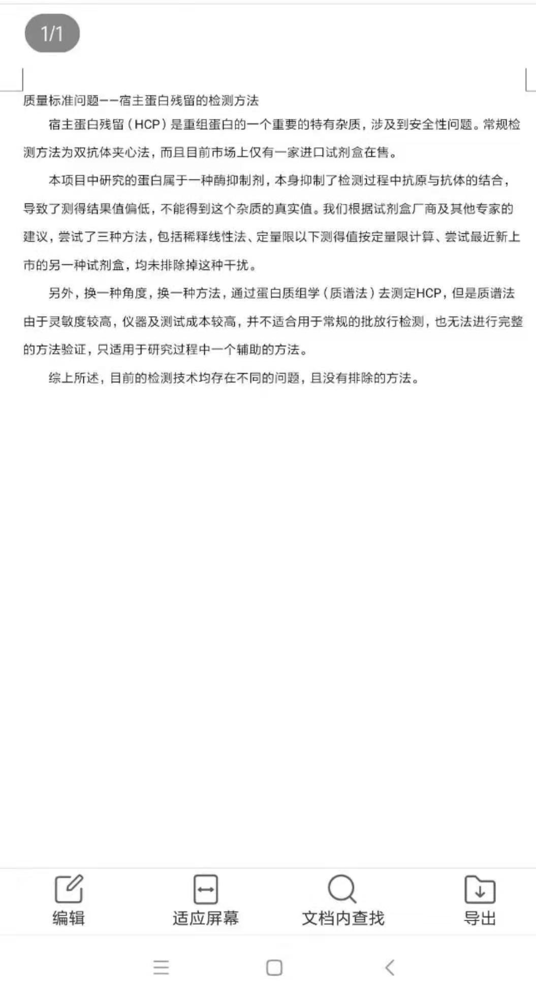 1/1
质量标准问题——宿主蛋白残留的检测方法
宿主蛋白残留（HCP）是重组蛋白的一个重要的特有杂质，涉及到安全性问题。常规检
测方法为双抗体夹心法，而且目前市场上仅有一家进口试剂盒在售。
本项目中研究的蛋白属于一种酶抑制剂，本身抑制了检测过程中抗原与抗体的结合，
导致了测得结果值偏低，不能得到这个杂质的真实值。我们根据试剂盒厂商及其他专家的
建议，尝试了三种方法，包括稀释线性法、定量限以下测得值按定量限计算、尝试最近新上
市的另一种试剂盒，均未排除掉这种干扰。
另外，换一种角度，换一种方法，通过蛋白质组学（质谱法）去测定HCP，但是质谱法
由于灵敏度较高，仪器及测试成本较高，并不适合用于常规的批放行检测，也无法进行完整
的方法验证，只适用于研究过程中一个辅助的方法。
综上所述，目前的检测技术均存在不同的问题，且没有排除的方法。
编辑 适应屏幕 文档内查找 导出